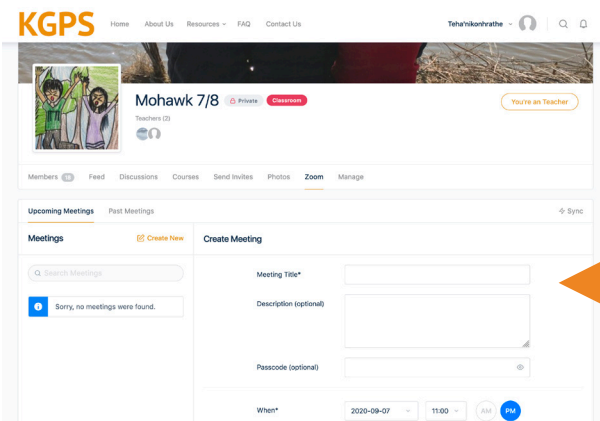 KGPS Home About Us Resources FAQ Contact Us Teha'nikonhrathe
Mohawk 7/8 Private Classroom You're an Teacher
Teachers (2)
Members 16 Feed Discussions Courses Send Invites Photos Zoom Manage
Upcoming Meetings Past Meetings Sync
Meetings Create New Create Meeting
Search Meetings
Meeting Title*
Sorry, no meetings were found.
Description (optional)
Passcode (optional)
When* 2020-09-07 11:00 AM PM